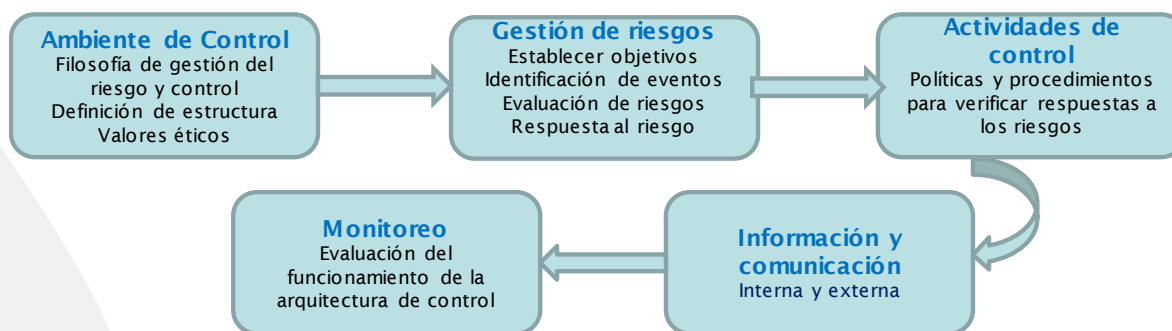 Ambiente de Control
Filosofía de gestión del
riesgo y control
Definición de estructura
Valores éticos
Gestión de riesgos
Establecer objetivos
Identificación de eventos
Evaluación de riesgos
Respuesta al riesgo
Actividades de
control
Políticas y procedimientos
para verificar respuestas a
los riesgos
Información y
comunicación
Interna y externa
Monitoreo
Evaluación del
funcionamiento de la
arquitectura de control